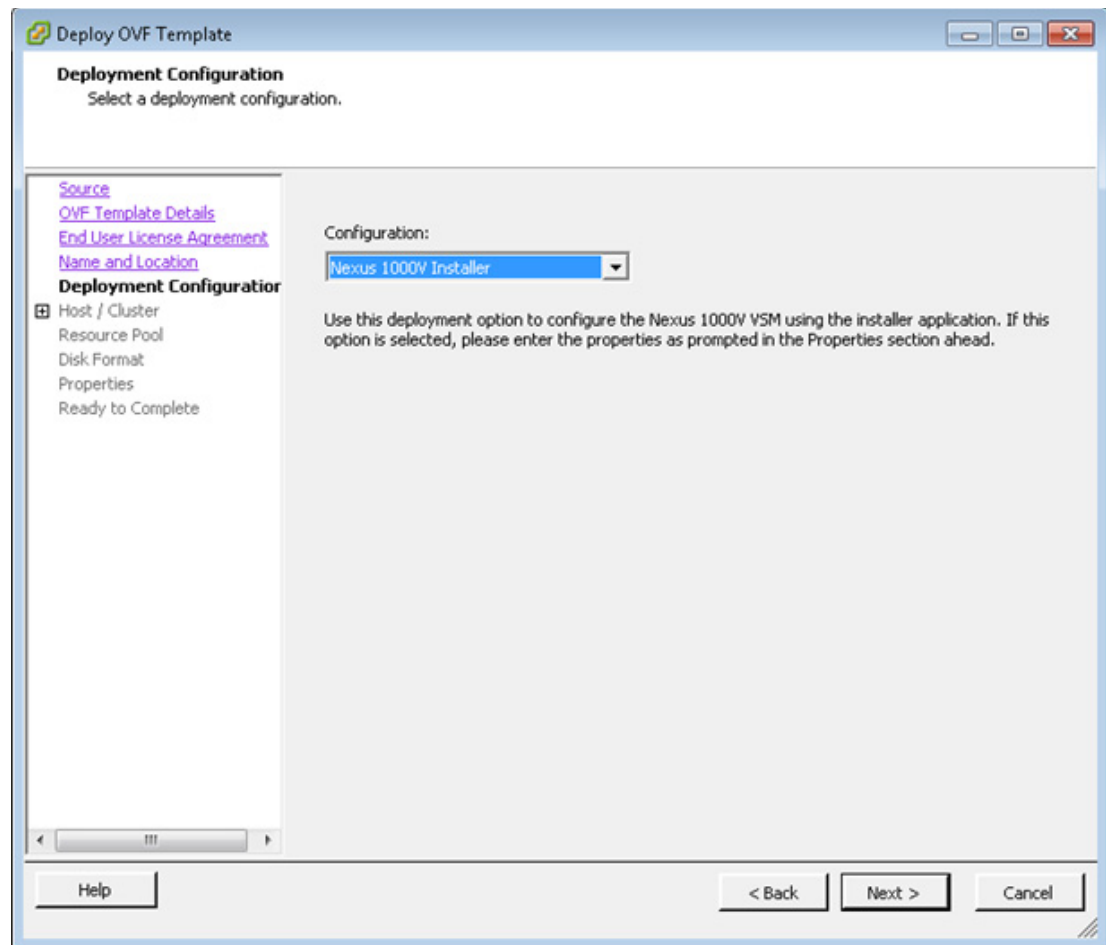 Deploy OVF Template
Deployment Configuration
Select a deployment configuration.
Source
OVF Template Details
End User License Agreement
Name and Location
Deployment Configuration
Host / Cluster
Resource Pool
Disk Format
Properties
Ready to Complete
Configuration:
Nexus 1000V Installer
Use this deployment option to configure the Nexus 1000V VSM using the installer application. If this
option is selected, please enter the properties as prompted in the Properties section ahead.
Help
< Back
Next >
Cancel